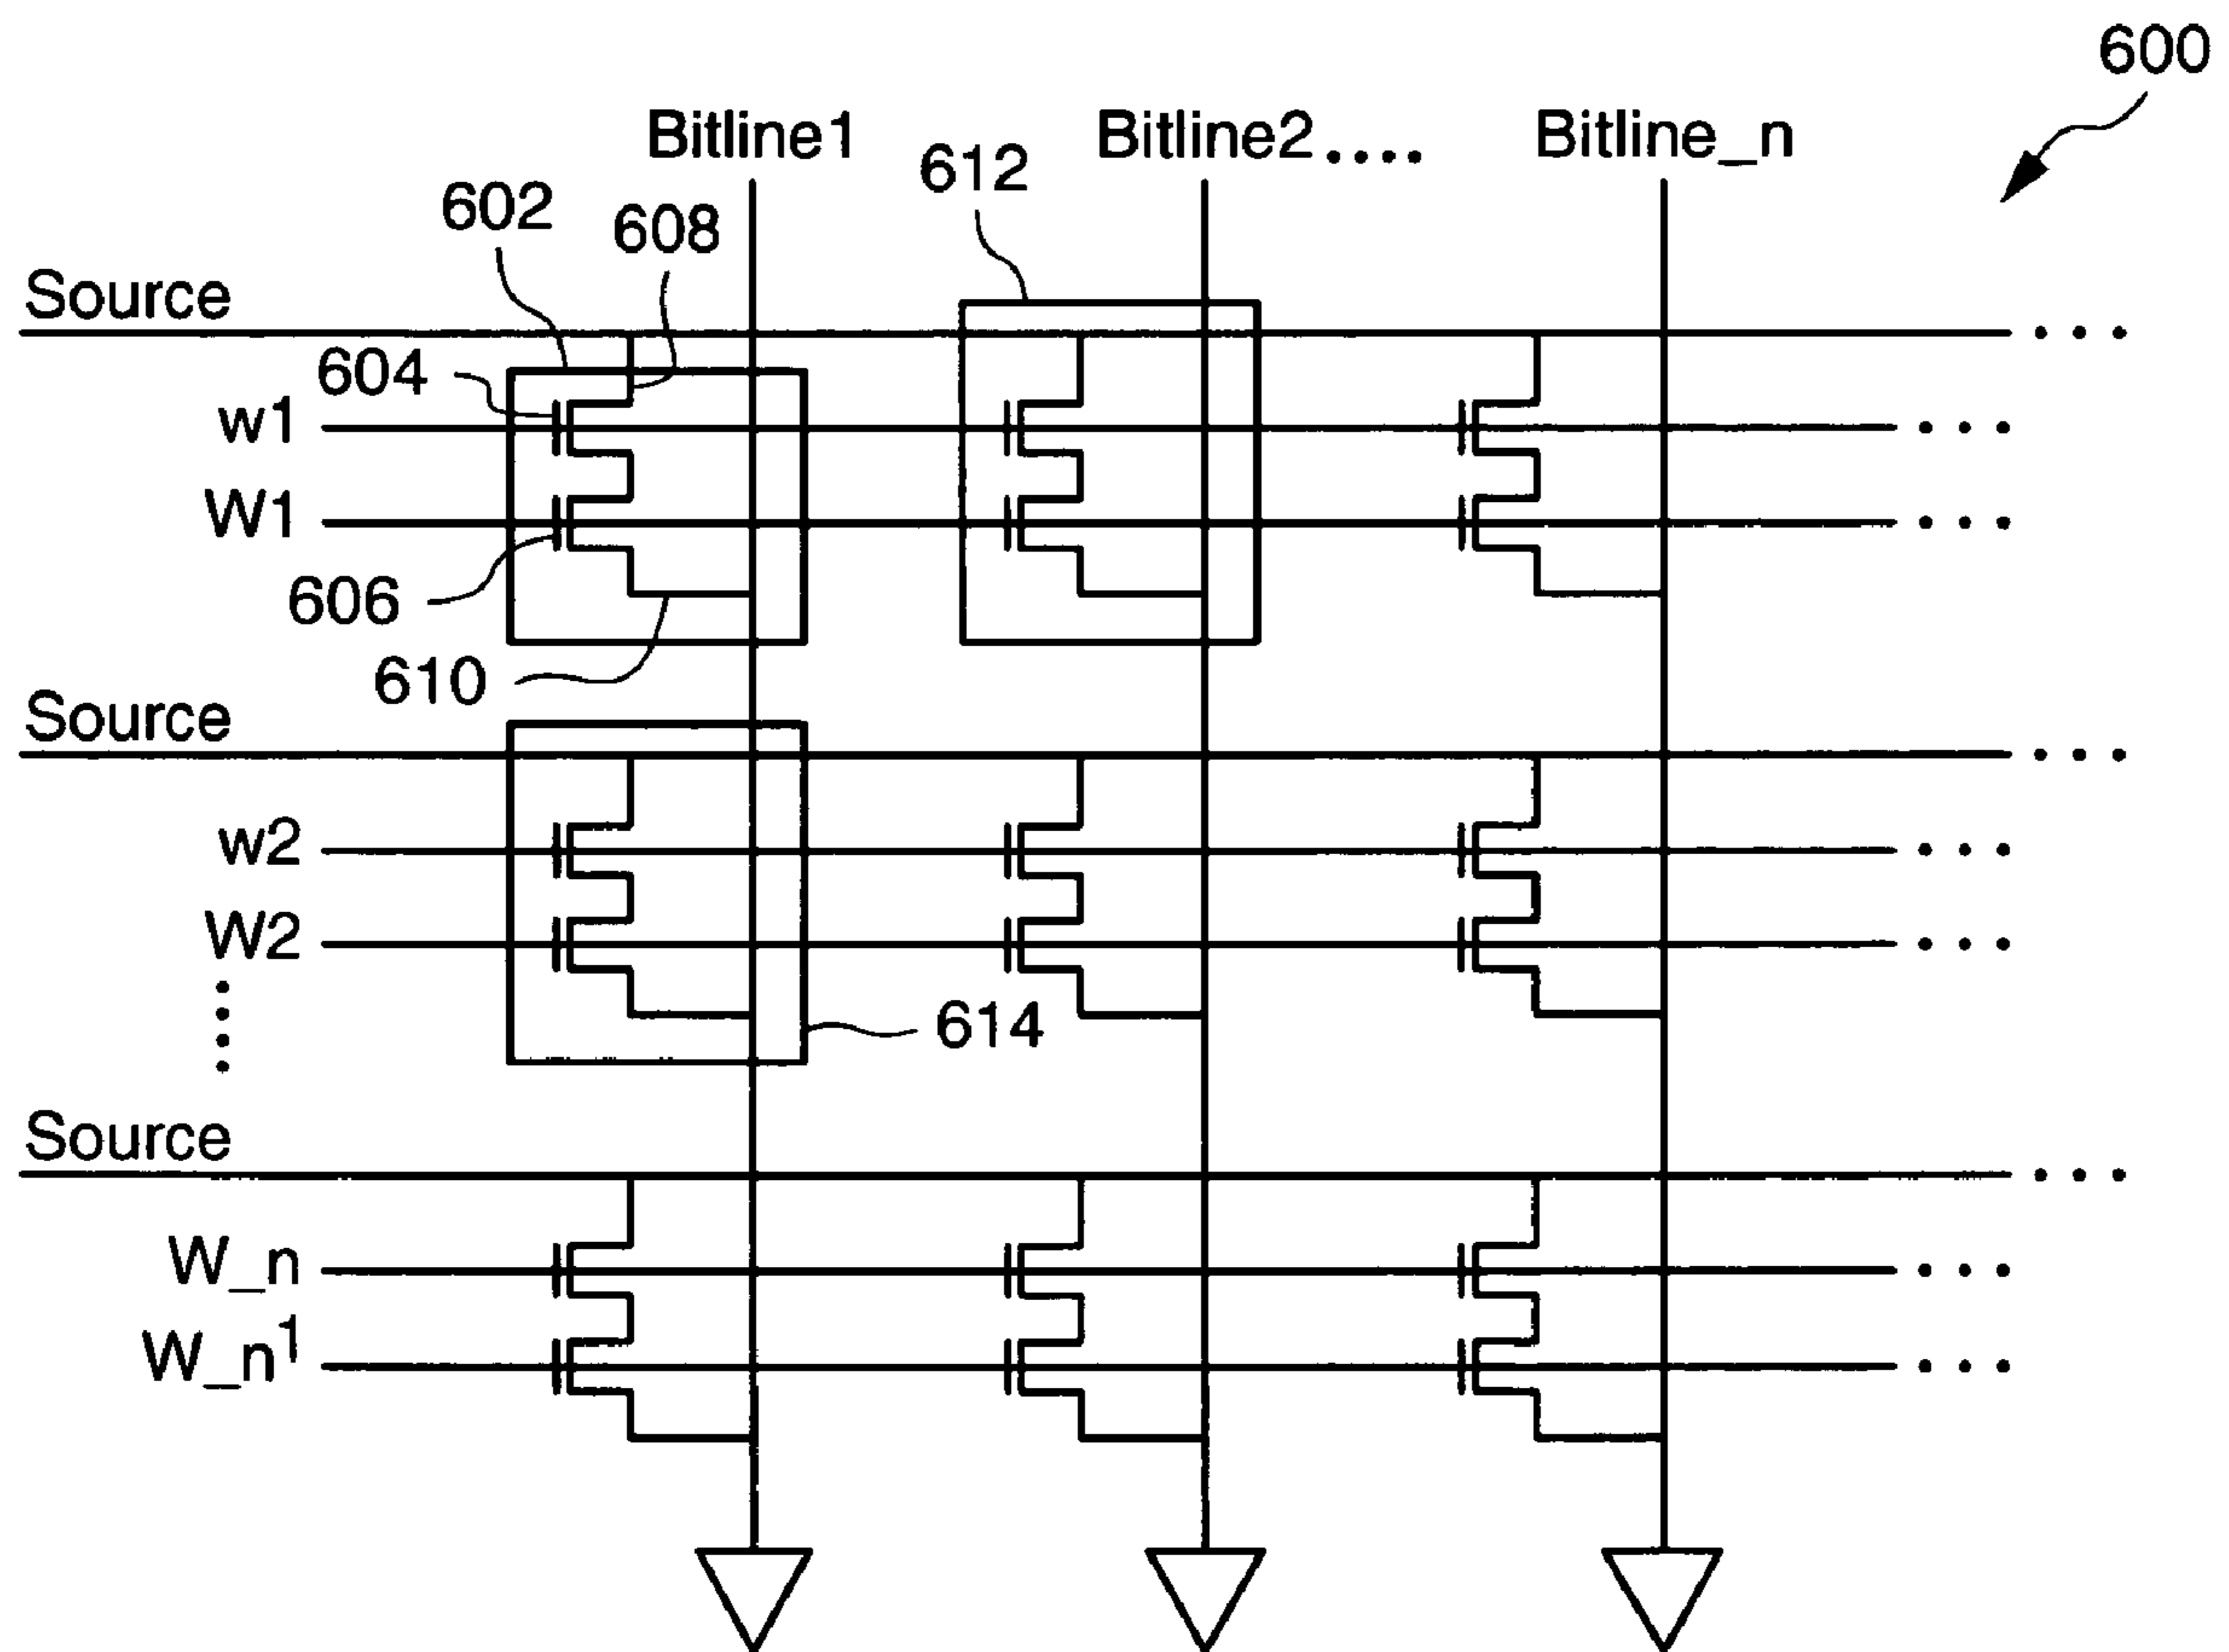 600
Bitline1 Bitline2.... Bitline_n
612
602
608
Source
604
w1
W1
606
610
Source
w2
W2
614
Source
W_n
W_n¹